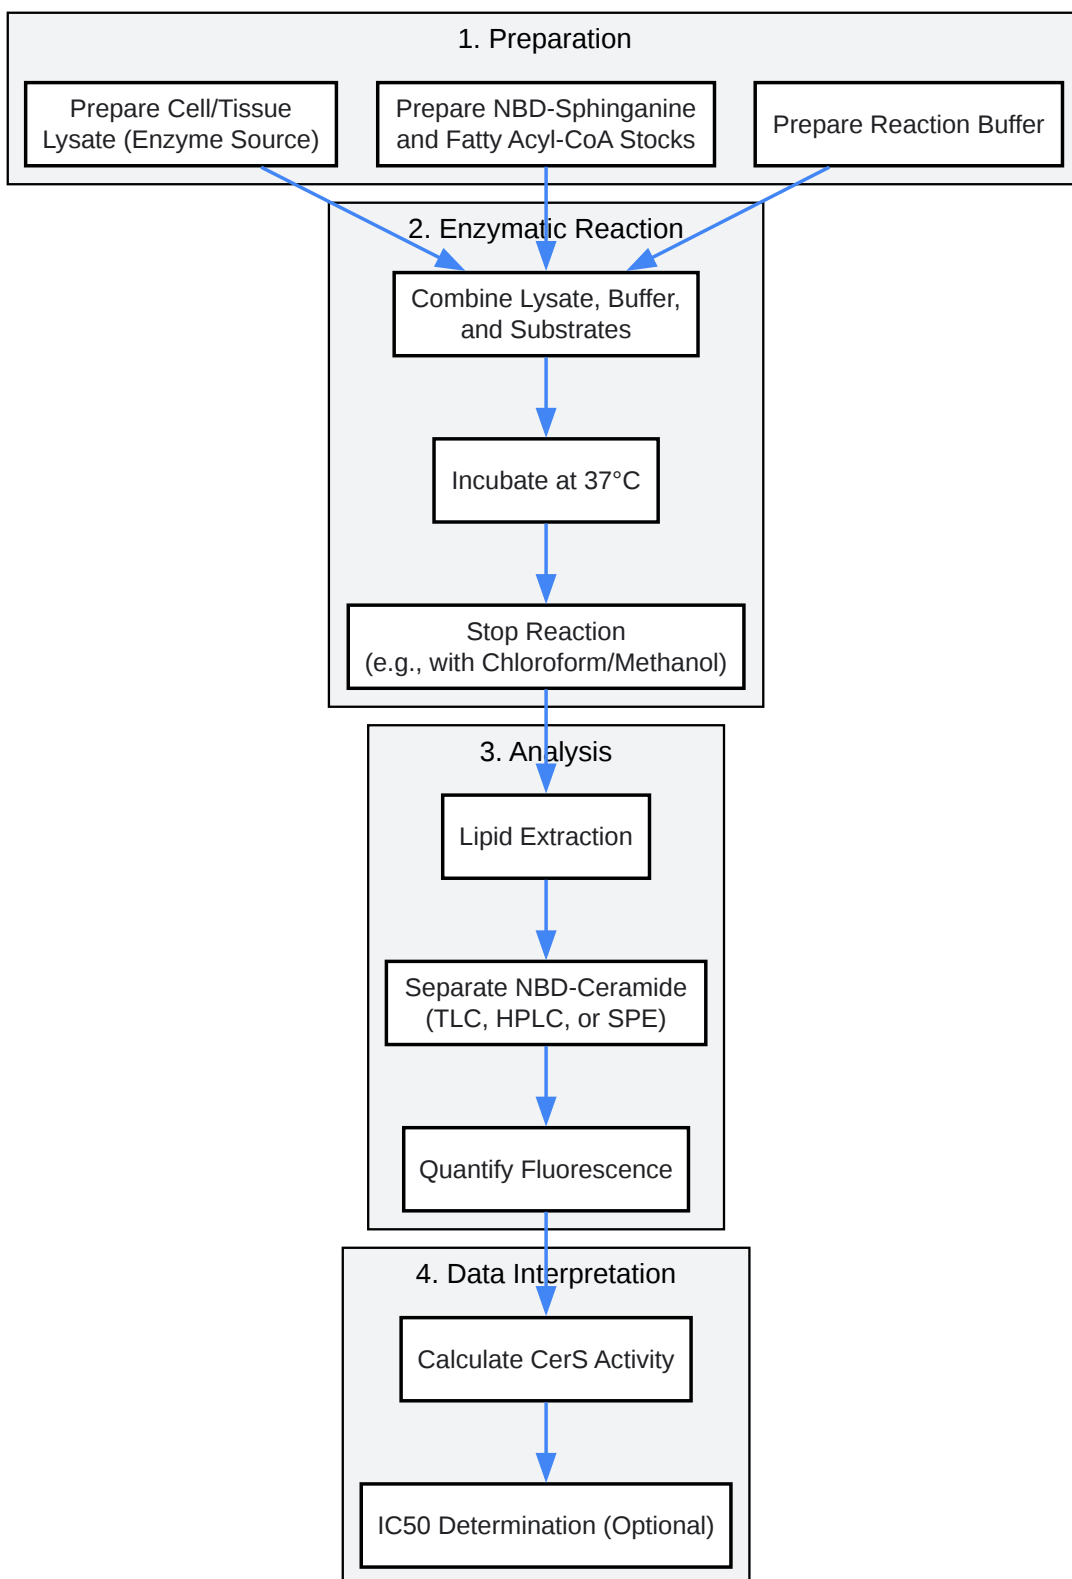 1. Preparation
Prepare Cell/Tissue
Lysate (Enzyme Source)
Prepare NBD-Sphinganine
and Fatty Acyl-CoA Stocks
Prepare Reaction Buffer
2. Enzymatic Reaction
Combine Lysate, Buffer,
and Substrates
Incubate at 37°C
Stop Reaction
(e.g., with Chloroform/Methanol)
3. Analysis
Lipid Extraction
Separate NBD-Ceramide
(TLC, HPLC, or SPE)
Quantify Fluorescence
4. Data Interpretation
Calculate CerS Activity
IC50 Determination (Optional)